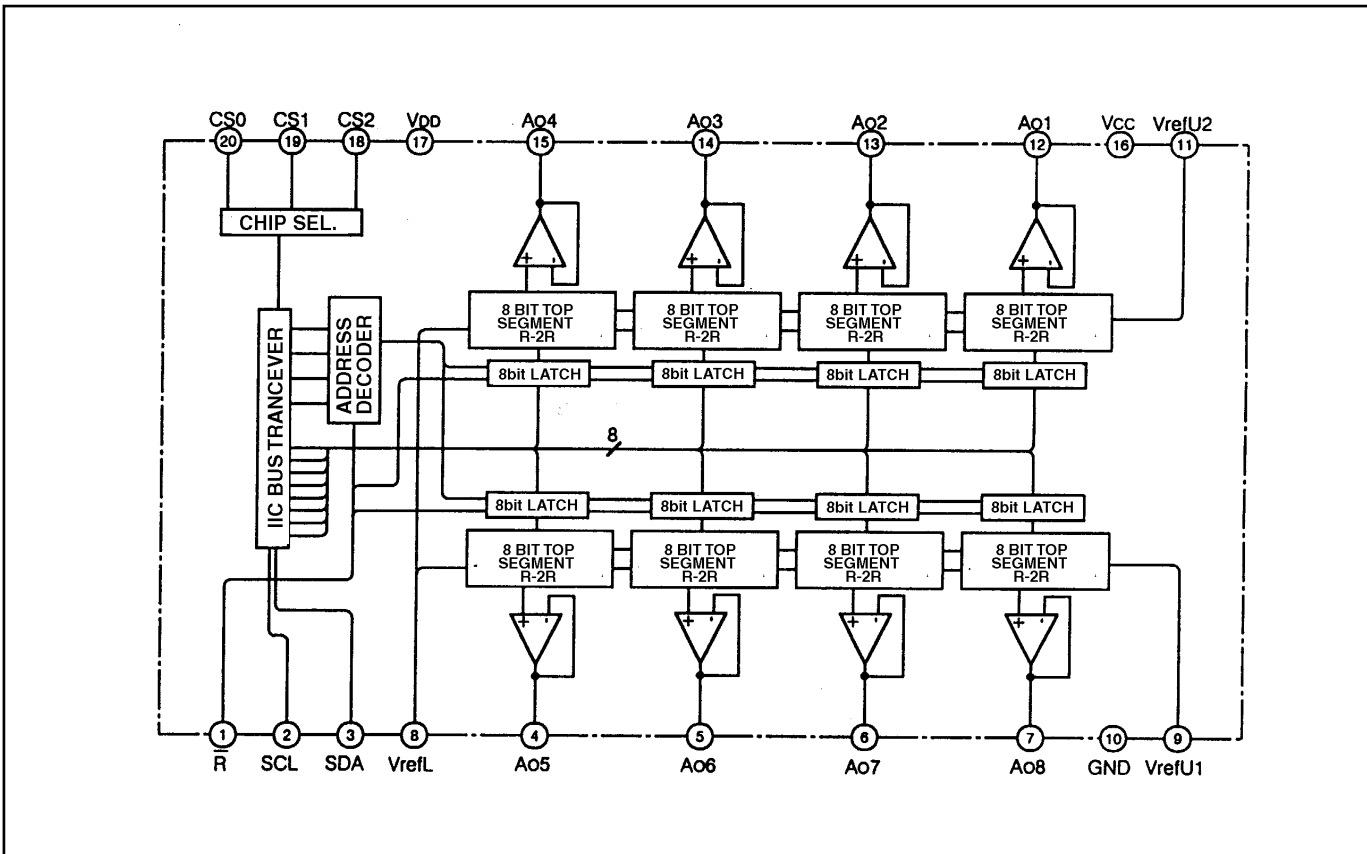 CS0 CS1 CS2 VDD AO4 AO3 AO2 AO1 VCC VrefU2
20 19 18 17 15 14 13 12 16 11
CHIP SEL.
+ - + - + - + -
IIC BUS TRANCEVER
ADDRESS
DECODER
8 BIT TOP
SEGMENT
R-2R
8 BIT TOP
SEGMENT
R-2R
8 BIT TOP
SEGMENT
R-2R
8 BIT TOP
SEGMENT
R-2R
8bit LATCH 8bit LATCH 8bit LATCH 8bit LATCH
8
8bit LATCH 8bit LATCH 8bit LATCH 8bit LATCH
8 BIT TOP
SEGMENT
R-2R
8 BIT TOP
SEGMENT
R-2R
8 BIT TOP
SEGMENT
R-2R
8 BIT TOP
SEGMENT
R-2R
+ - + - + - + -
1 2 3 8 4 5 6 7 10 9
R SCL SDA VrefL AO5 AO6 AO7 AO8 GND VrefU1